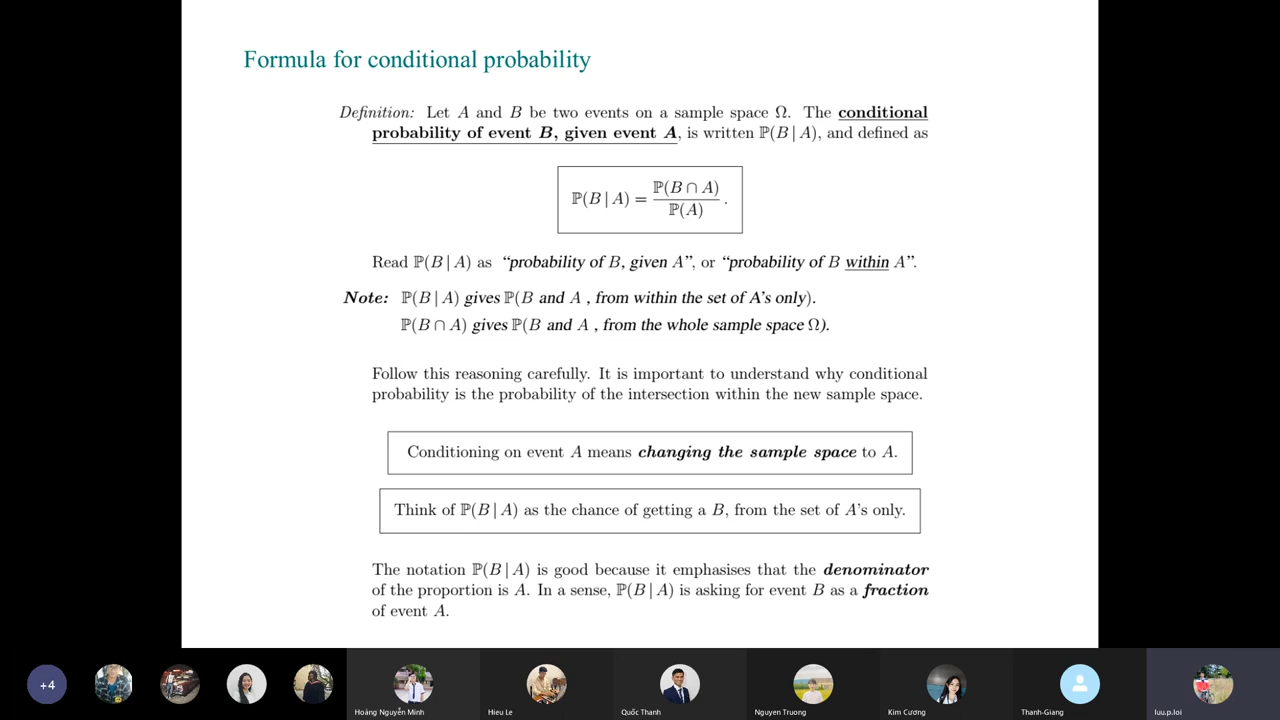 Formula for conditional probability
Definition: Let A and B be two events on a sample space Ω. The conditional
probability of event B, given event A, is written ℙ(B | A), and defined as
ℙ(B | A) = ℙ(B ∩ A) / ℙ(A) .
Read ℙ(B | A) as “probability of B, given A”, or “probability of B within A”.
Note: ℙ(B | A) gives ℙ(B and A , from within the set of A’s only).
ℙ(B ∩ A) gives ℙ(B and A , from the whole sample space Ω).
Follow this reasoning carefully. It is important to understand why conditional
probability is the probability of the intersection within the new sample space.
Conditioning on event A means changing the sample space to A.
Think of ℙ(B | A) as the chance of getting a B, from the set of A’s only.
The notation ℙ(B | A) is good because it emphasises that the denominator
of the proportion is A. In a sense, ℙ(B | A) is asking for event B as a fraction
of event A.
+4
Hoàng Nguyễn Minh
Hieu Le
Quốc Thanh
Nguyen Truong
Kim Cương
Thanh-Giang
luu.p.loi